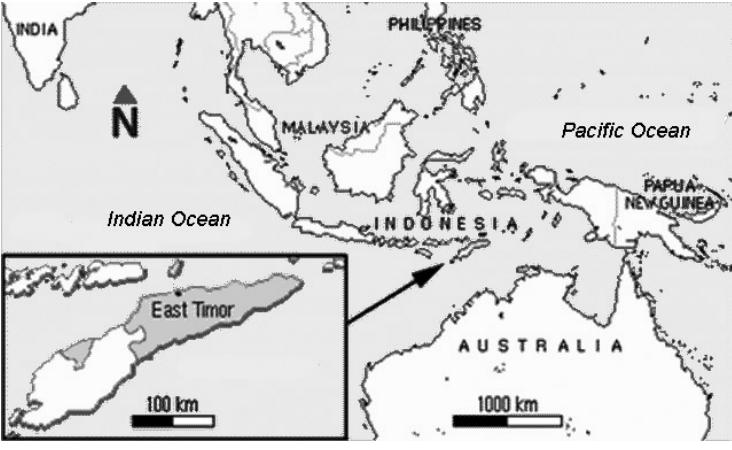 INDIA
PHILIPPINES
N
MALAYSIA
Pacific Ocean
PAPUA
NEW GUINEA
Indian Ocean
INDONESIA
East Timor
AUSTRALIA
100 km
1000 km